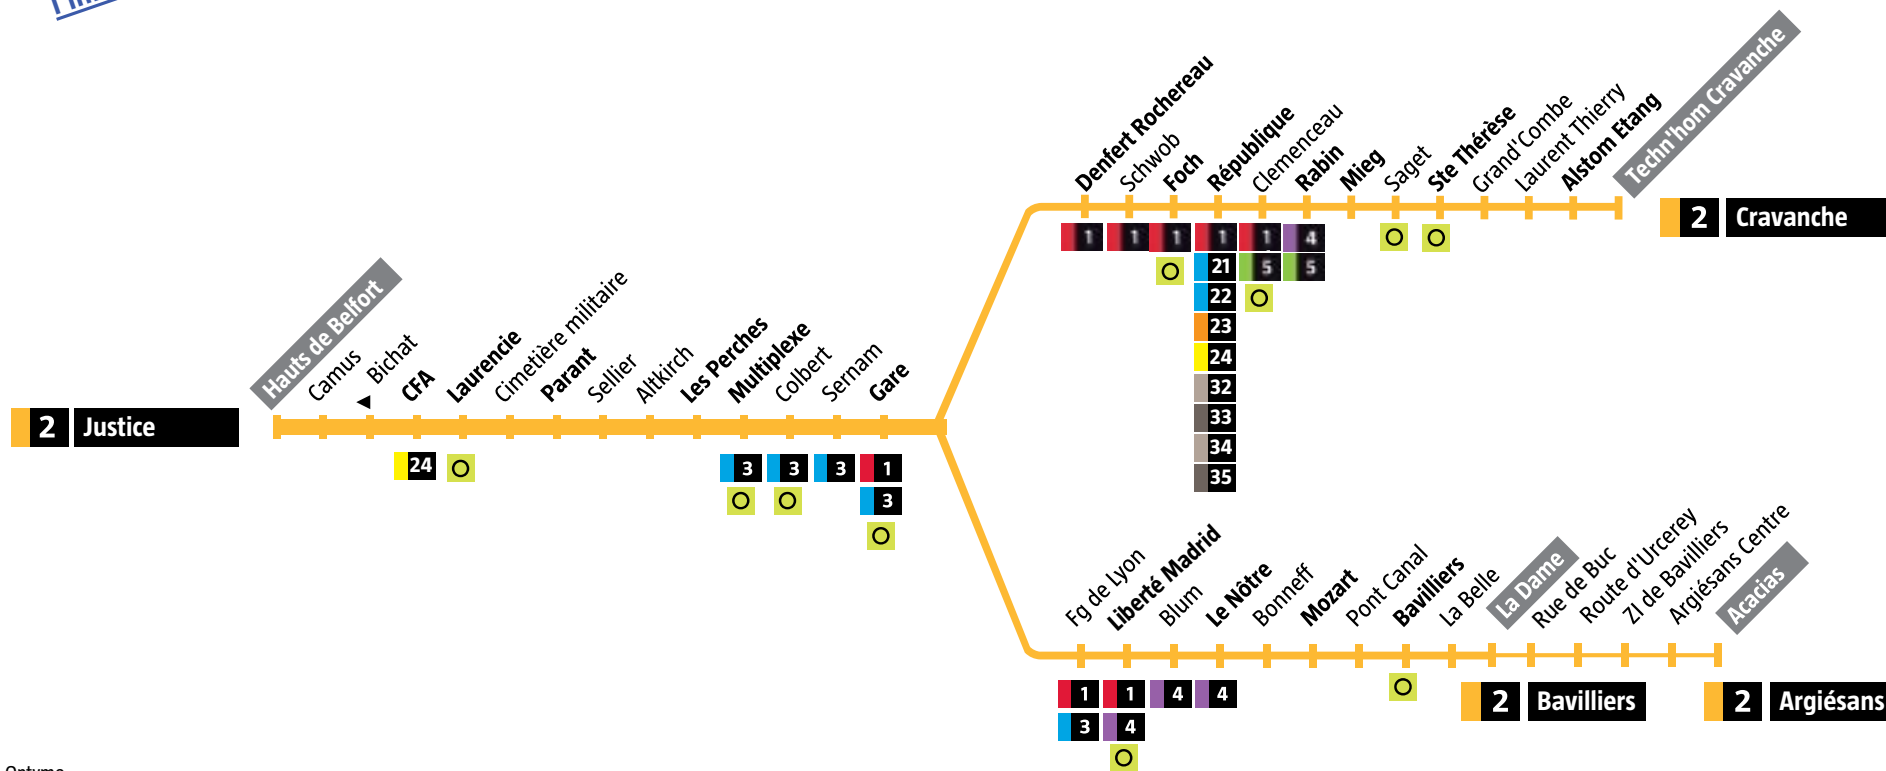 Denfert Rochereau
Schwob
Foch
République
Clemenceau
Rabin
Mieg
Saget
Ste Thérèse
Grand'Combe
Laurent Thierry
Alstom Etang
Techn'hom Cravanche
2 Cravanche
1 1 1 1 1 4
21 5 5
22
23
24
32
33
34
35
Hauts de Belfort
Camus
Bichat
CFA
Laurencie
Cimetière militaire
Parant
Sellier
Altkirch
Les Perches
Multiplexe
Colbert
Sernam
Gare
2 Justice
24 3 3 3 1
3
Fg de Lyon
Liberté Madrid
Blum
Le Nôtre
Bonneff
Mozart
Pont Canal
Bavilliers
La Belle
La Dame
Rue de Buc
Route d'Urcerey
ZI de Bavilliers
Argiésans Centre
Acacias
1 1 4 4
3 4
2 Bavilliers
2 Argiésans